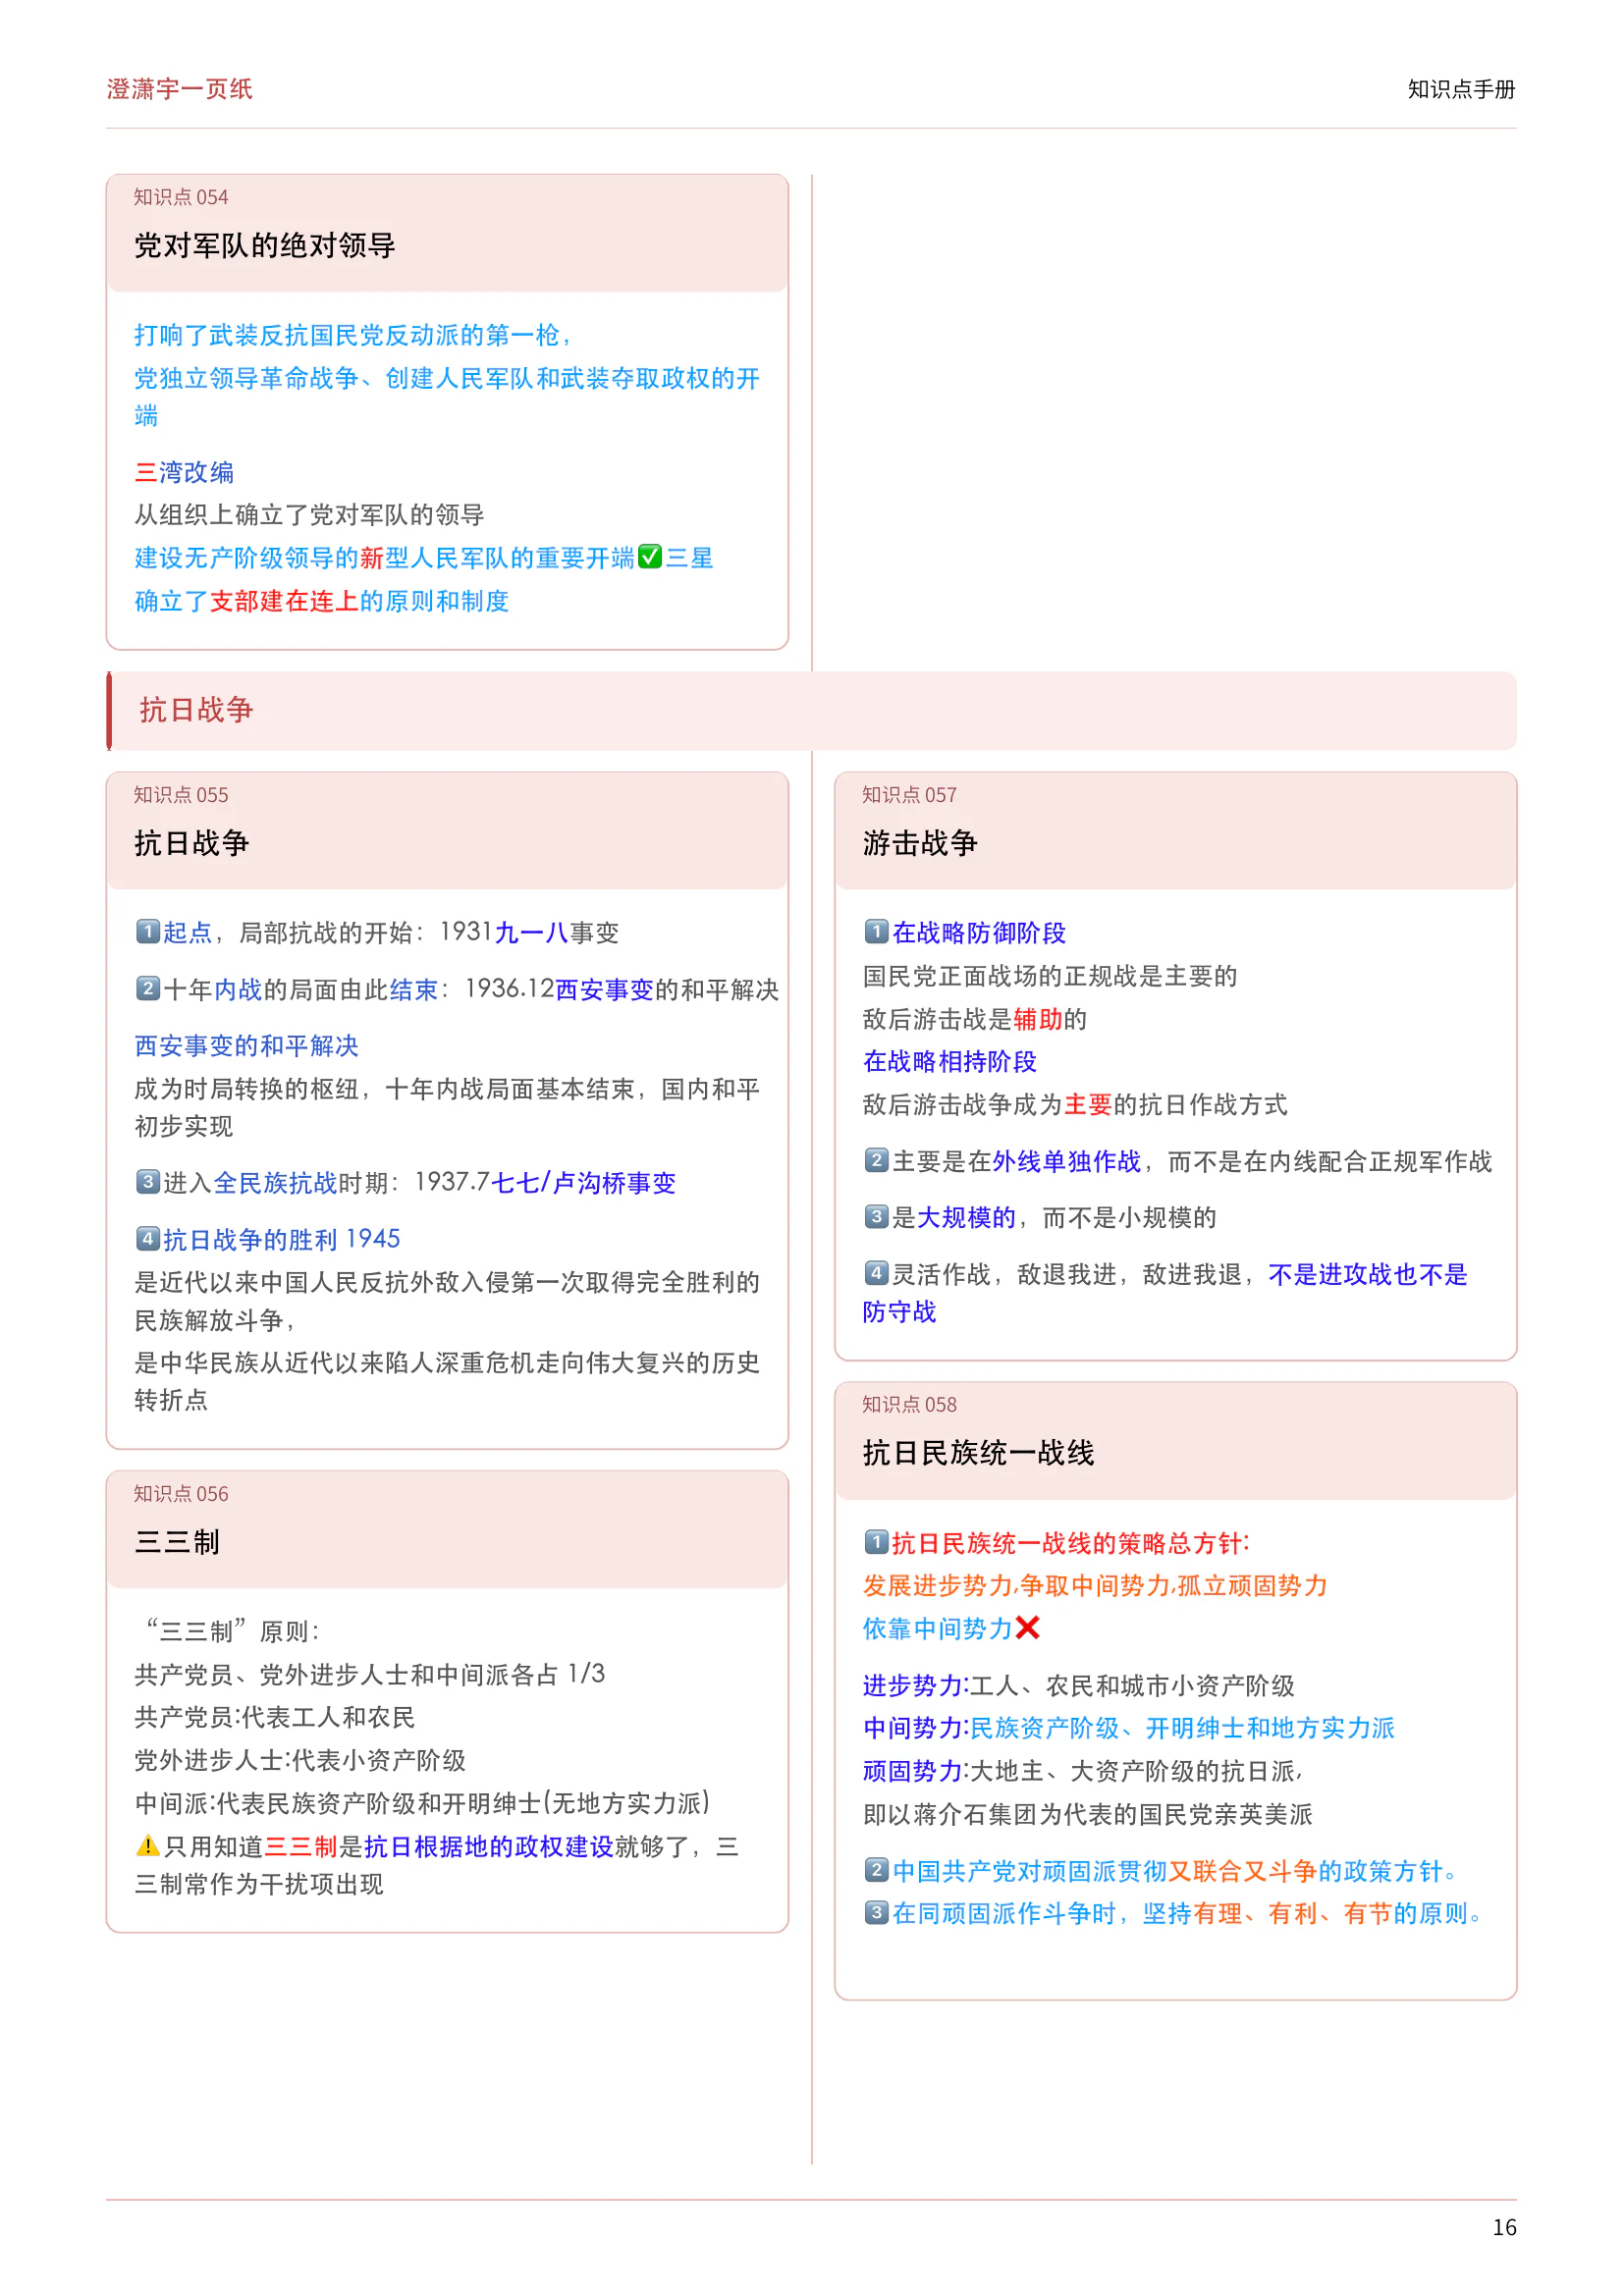 澄潇宇一页纸
知识点手册
知识点 054
党对军队的绝对领导
打响了武装反抗国民党反动派的第一枪，
党独立领导革命战争、创建人民军队和武装夺取政权的开
端
三湾改编
从组织上确立了党对军队的领导
建设无产阶级领导的新型人民军队的重要开端✅三星
确立了支部建在连上的原则和制度
抗日战争
知识点 055
抗日战争
1️⃣起点，局部抗战的开始：1931九一八事变
2️⃣十年内战的局面由此结束：1936.12西安事变的和平解决
西安事变的和平解决
成为时局转换的枢纽，十年内战局面基本结束，国内和平
初步实现
3️⃣进入全民族抗战时期：1937.7七七/卢沟桥事变
4️⃣抗日战争的胜利 1945
是近代以来中国人民反抗外敌入侵第一次取得完全胜利的
民族解放斗争，
是中华民族从近代以来陷人深重危机走向伟大复兴的历史
转折点
知识点 056
三三制
“三三制”原则：
共产党员、党外进步人士和中间派各占 1/3
共产党员:代表工人和农民
党外进步人士:代表小资产阶级
中间派:代表民族资产阶级和开明绅士(无地方实力派)
⚠️只用知道三三制是抗日根据地的政权建设就够了，三
三制常作为干扰项出现
知识点 057
游击战争
1️⃣在战略防御阶段
国民党正面战场的正规战是主要的
敌后游击战是辅助的
在战略相持阶段
敌后游击战争成为主要的抗日作战方式
2️⃣主要是在外线单独作战，而不是在内线配合正规军作战
3️⃣是大规模的，而不是小规模的
4️⃣灵活作战，敌退我进，敌进我退，不是进攻战也不是
防守战
知识点 058
抗日民族统一战线
1️⃣抗日民族统一战线的策略总方针:
发展进步势力,争取中间势力,孤立顽固势力
依靠中间势力❌
进步势力:工人、农民和城市小资产阶级
中间势力:民族资产阶级、开明绅士和地方实力派
顽固势力:大地主、大资产阶级的抗日派,
即以蒋介石集团为代表的国民党亲英美派
2️⃣中国共产党对顽固派贯彻又联合又斗争的政策方针。
3️⃣在同顽固派作斗争时，坚持有理、有利、有节的原则。
16